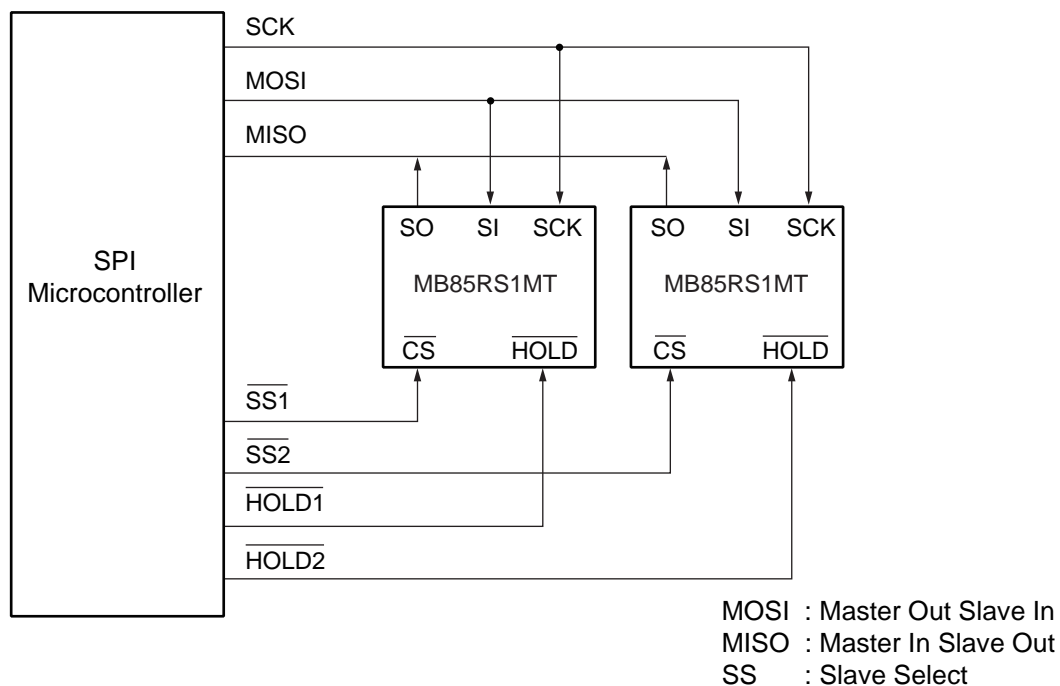 SCK
MOSI
MISO
SPI
Microcontroller
SO SI SCK
MB85RS1MT
CS HOLD
SO SI SCK
MB85RS1MT
CS HOLD
SS1
SS2
HOLD1
HOLD2
MOSI : Master Out Slave In
MISO : Master In Slave Out
SS : Slave Select